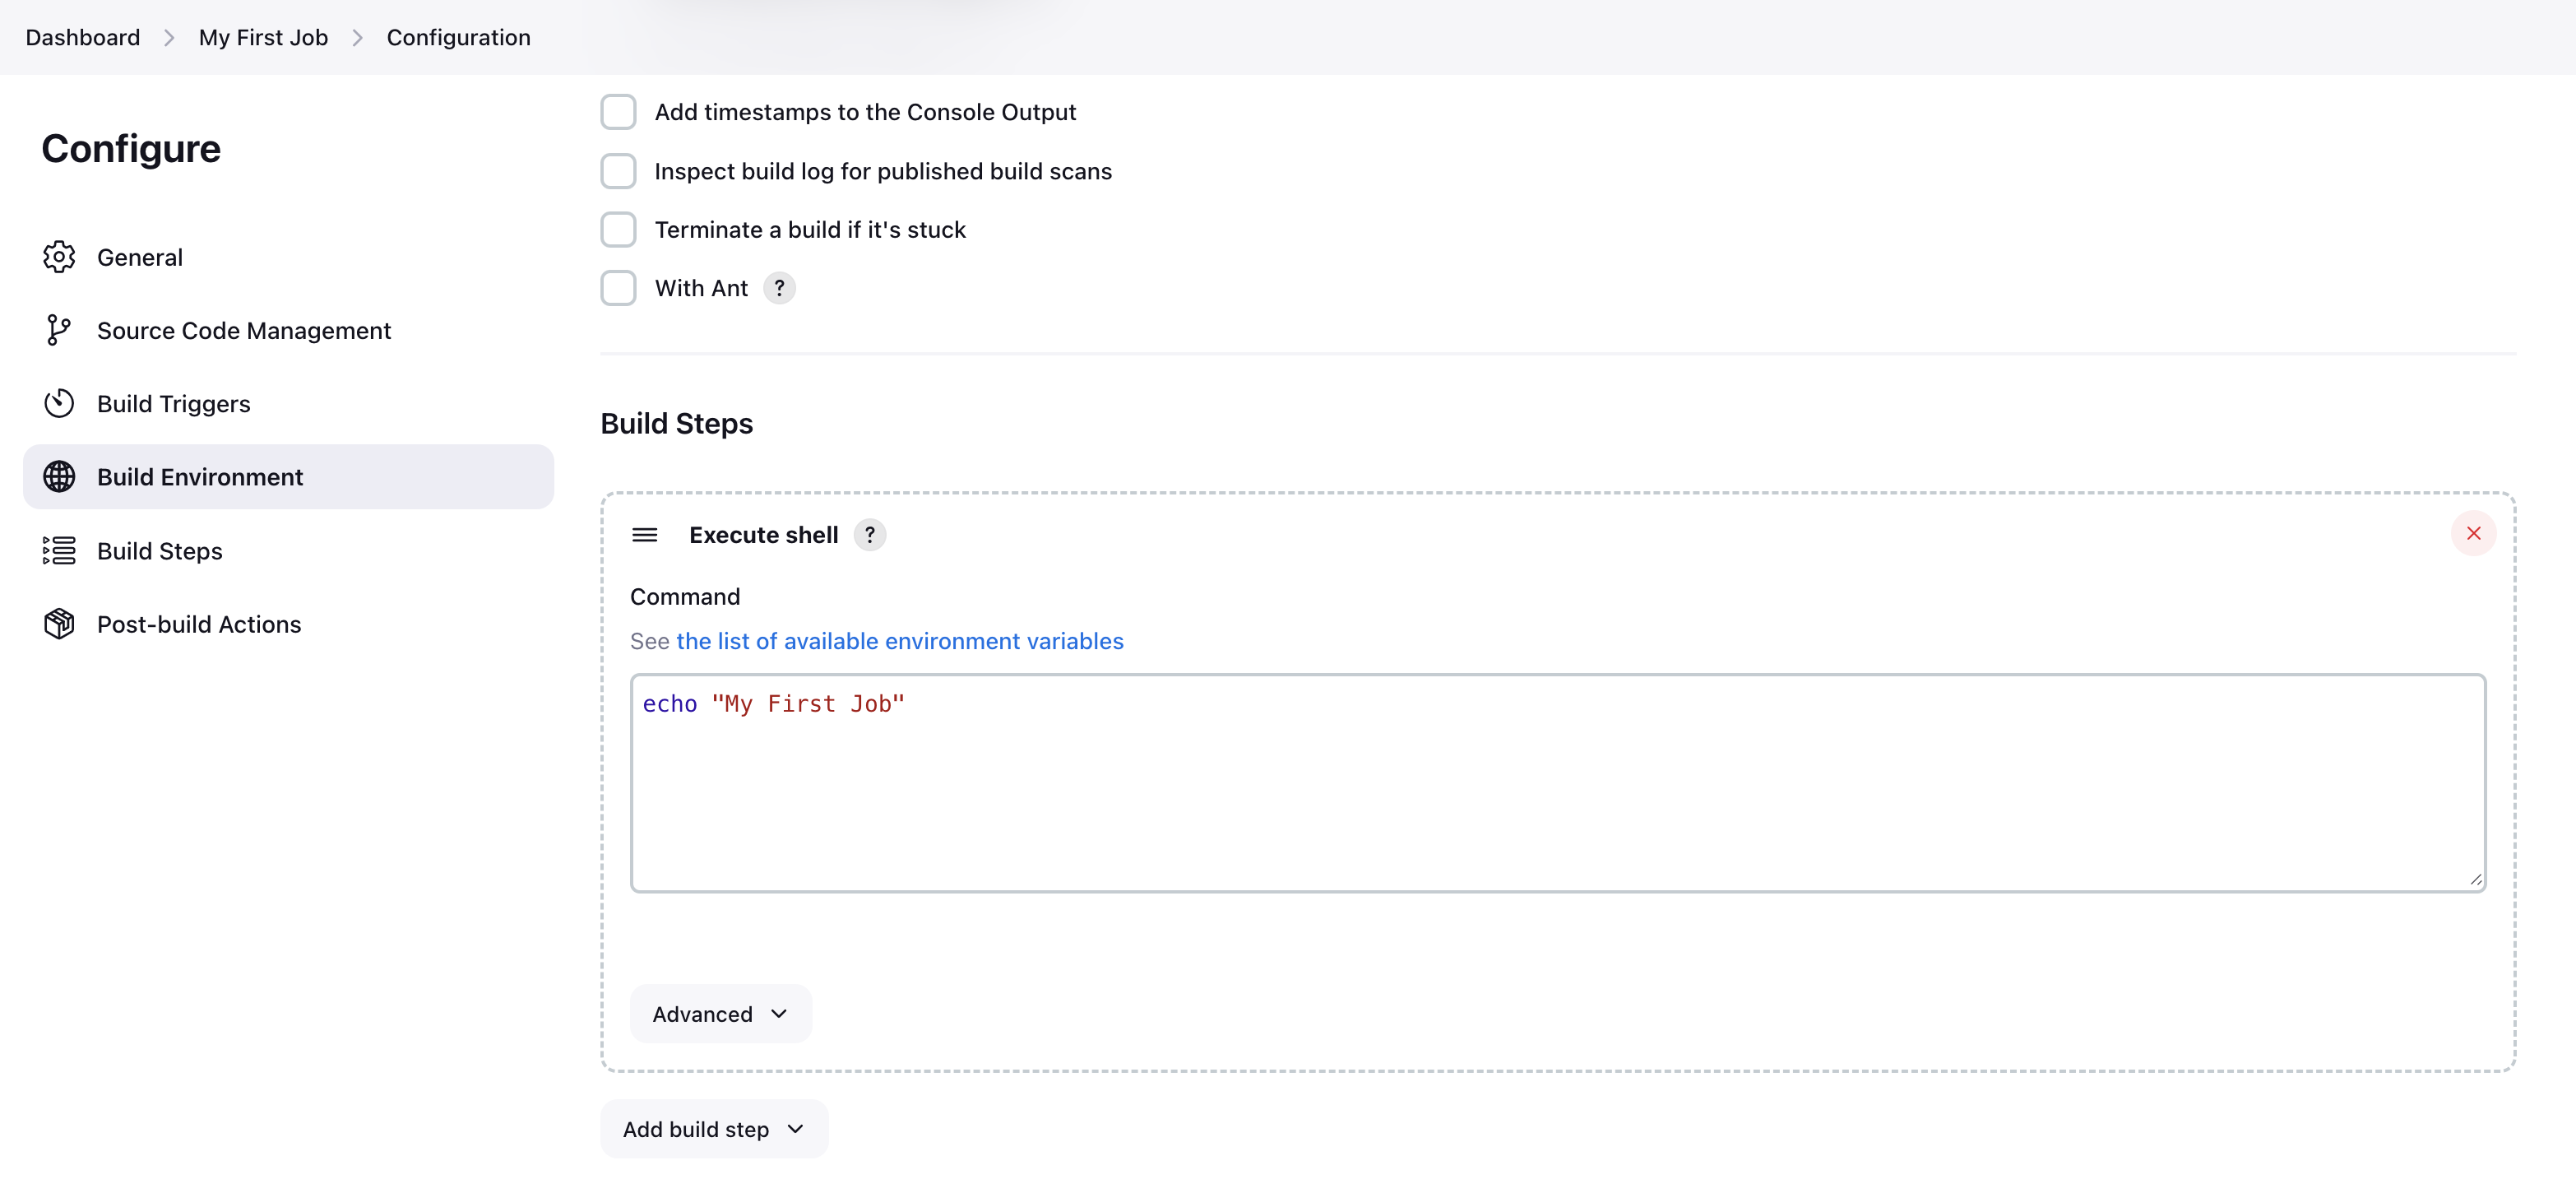 Dashboard > My First Job > Configuration
Configure
General
Source Code Management
Build Triggers
Build Environment
Build Steps
Post-build Actions
Add timestamps to the Console Output
Inspect build log for published build scans
Terminate a build if it's stuck
With Ant ?
Build Steps
Execute shell ?
Command
See the list of available environment variables
echo "My First Job"
Advanced
Add build step